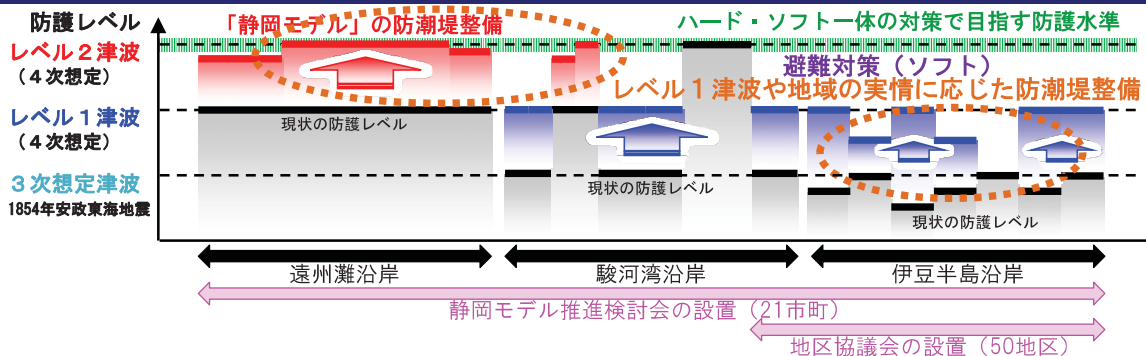 防護レベル
「静岡モデル」の防潮堤整備
ハード・ソフト一体の対策で目指す防護水準
レベル２津波
（４次想定）
避難対策（ソフト）
レベル１津波や地域の実情に応じた防潮堤整備
レベル１津波
（４次想定）
現状の防護レベル
３次想定津波
1854年安政東海地震
現状の防護レベル
現状の防護レベル
遠州灘沿岸
駿河湾沿岸
伊豆半島沿岸
静岡モデル推進検討会の設置（21市町）
地区協議会の設置（50地区）